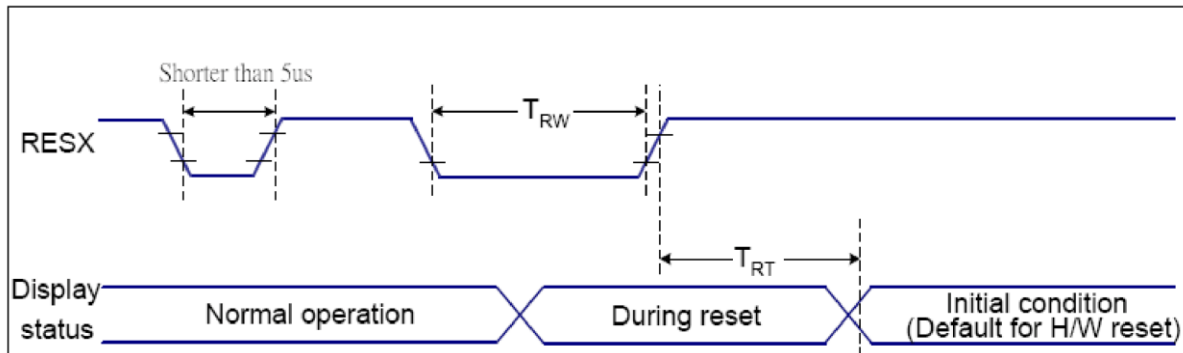 Shorter than 5us
RESX
TRW
TRT
Display
status
Normal operation
During reset
Initial condition
(Default for H/W reset)